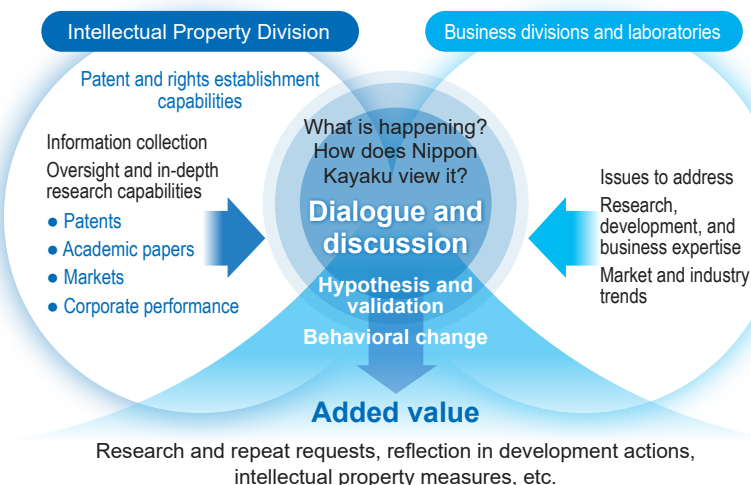 Intellectual Property Division
Business divisions and laboratories
Patent and rights establishment
capabilities
Information collection
Oversight and in-depth
research capabilities
● Patents
● Academic papers
● Markets
● Corporate performance
What is happening?
How does Nippon
Kayaku view it?
Dialogue and
discussion
Hypothesis and
validation
Behavioral change
Issues to address
Research,
development, and
business expertise
Market and industry
trends
Added value
Research and repeat requests, reflection in development actions,
intellectual property measures, etc.